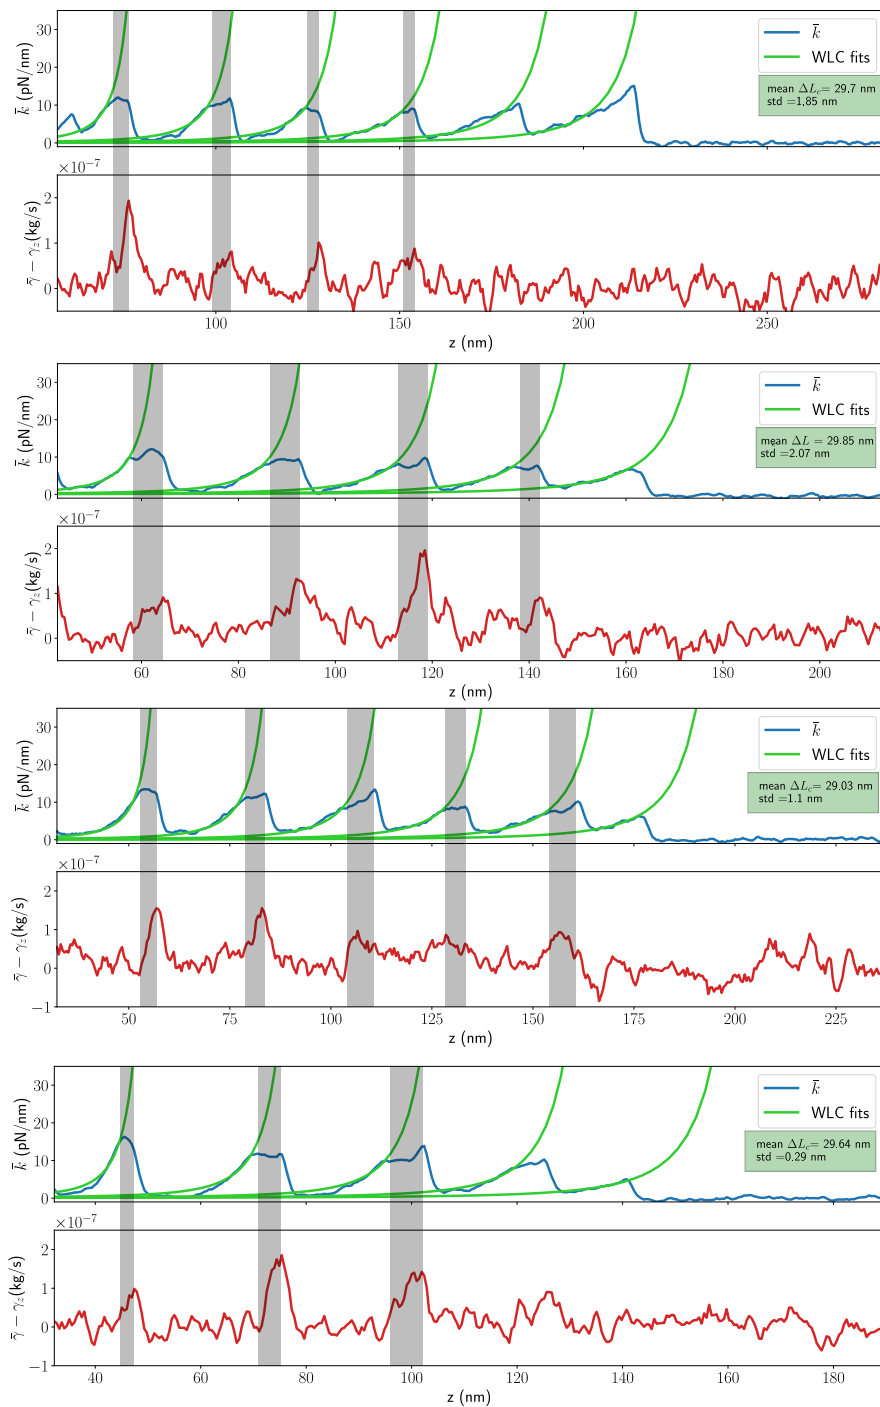 30
20
10
0
k̄ (pN/nm)
k̄
WLC fits
mean ΔL_c= 29.7 nm
std =1,85 nm
×10⁻⁷
2
1
0
γ̄ − γ_z(kg/s)
100 150 200 250
z (nm)
30
20
10
0
k̄ (pN/nm)
k̄
WLC fits
mean ΔL = 29.85 nm
std =2.07 nm
×10⁻⁷
2
1
0
γ̄ − γ_z(kg/s)
60 80 100 120 140 160 180 200
z (nm)
30
20
10
0
k̄ (pN/nm)
k̄
WLC fits
mean ΔL_c= 29.03 nm
std =1.1 nm
×10⁻⁷
2
1
0
−1
γ̄ − γ_z(kg/s)
50 75 100 125 150 175 200 225
z (nm)
30
20
10
0
k̄ (pN/nm)
k̄
WLC fits
mean ΔL_c= 29.64 nm
std =0.29 nm
×10⁻⁷
2
1
0
−1
γ̄ − γ_z(kg/s)
40 60 80 100 120 140 160 180
z (nm)